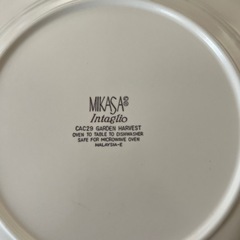 MIKASA®
Intaglio
CAC29 GARDEN HARVEST
OVEN TO TABLE TO DISHWASHER
SAFE FOR MICROWAVE OVEN
MALAYSIA-E